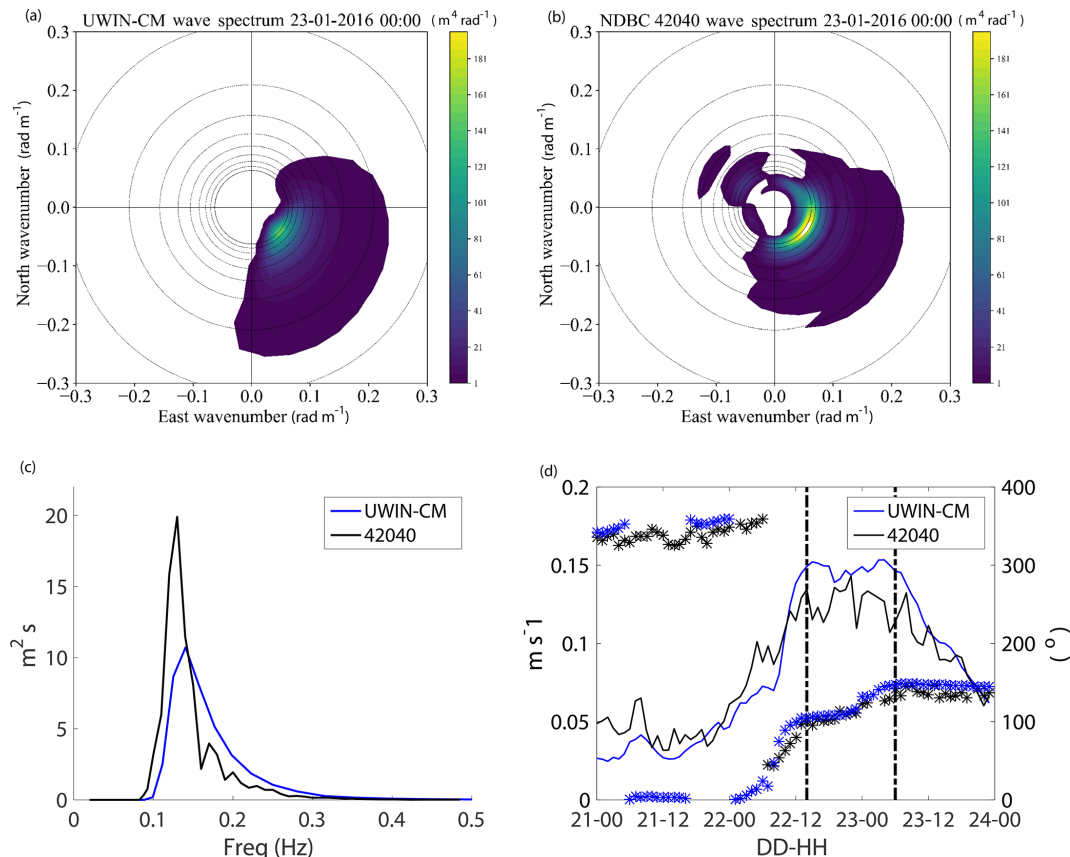 (a) UWIN-CM wave spectrum 23-01-2016 00:00 (m⁴ rad⁻¹)
0.3
0.2
0.1
0.0
−0.1
−0.2
−0.3
North wavenumber (rad m⁻¹)
−0.3 −0.2 −0.1 0.0 0.1 0.2 0.3
East wavenumber (rad m⁻¹)
181
161
141
121
101
81
61
41
21
1
(b) NDBC 42040 wave spectrum 23-01-2016 00:00 (m⁴ rad⁻¹)
0.3
0.2
0.1
0.0
−0.1
−0.2
−0.3
North wavenumber (rad m⁻¹)
−0.3 −0.2 −0.1 0.0 0.1 0.2 0.3
East wavenumber (rad m⁻¹)
181
161
141
121
101
81
61
41
21
1
(c)
20
15
10
5
0
m² s
UWIN-CM
42040
0 0.1 0.2 0.3 0.4 0.5
Freq (Hz)
(d)
0.2
0.15
0.1
0.05
0
m s⁻1
UWIN-CM
42040
400
300
200
100
0
(°)
21-00 21-12 22-00 22-12 23-00 23-12 24-00
DD-HH